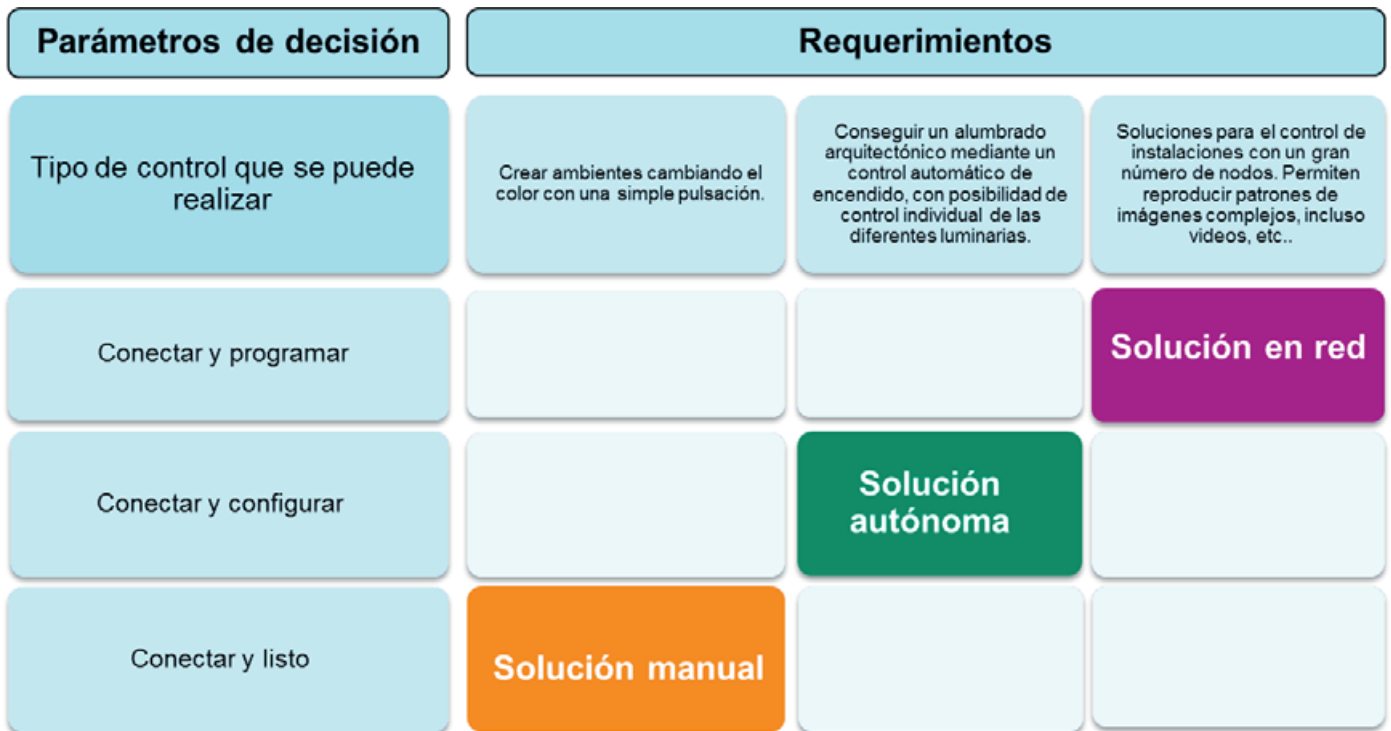 Parámetros de decisión
Requerimientos
Tipo de control que se puede
realizar
Crear ambientes cambiando el
color con una simple pulsación.
Conseguir un alumbrado
arquitectónico mediante un
control automático de
encendido, con posibilidad de
control individual de las
diferentes luminarias.
Soluciones para el control de
instalaciones con un gran
número de nodos. Permiten
reproducir patrones de
imágenes complejos, incluso
videos, etc..
Conectar y programar
Solución en red
Conectar y configurar
Solución
autónoma
Conectar y listo
Solución manual